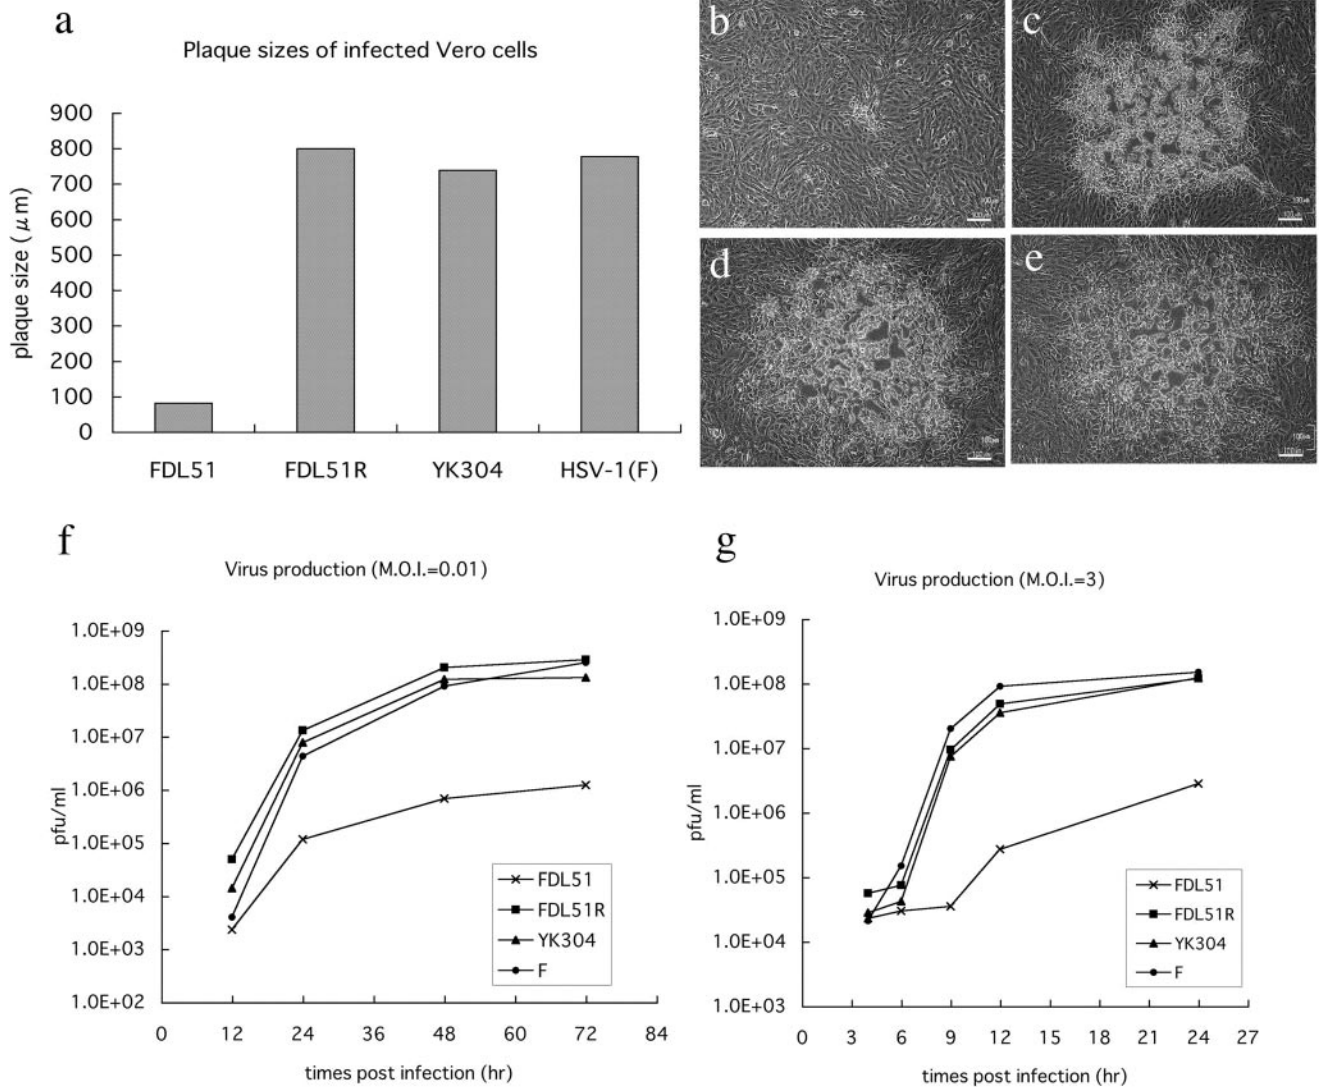 a
Plaque sizes of infected Vero cells
plaque size (μm)
900
800
700
600
500
400
300
200
100
0
FDL51
FDL51R
YK304
HSV-1(F)
b
100μm
c
100μm
d
100μm
e
100μm
f
Virus production (M.O.I.=0.01)
pfu/ml
1.0E+09
1.0E+08
1.0E+07
1.0E+06
1.0E+05
1.0E+04
1.0E+03
1.0E+02
0 12 24 36 48 60 72 84
times post infection (hr)
FDL51
FDL51R
YK304
F
g
Virus production (M.O.I.=3)
pfu/ml
1.0E+09
1.0E+08
1.0E+07
1.0E+06
1.0E+05
1.0E+04
1.0E+03
0 3 6 9 12 15 18 21 24 27
times post infection (hr)
FDL51
FDL51R
YK304
F